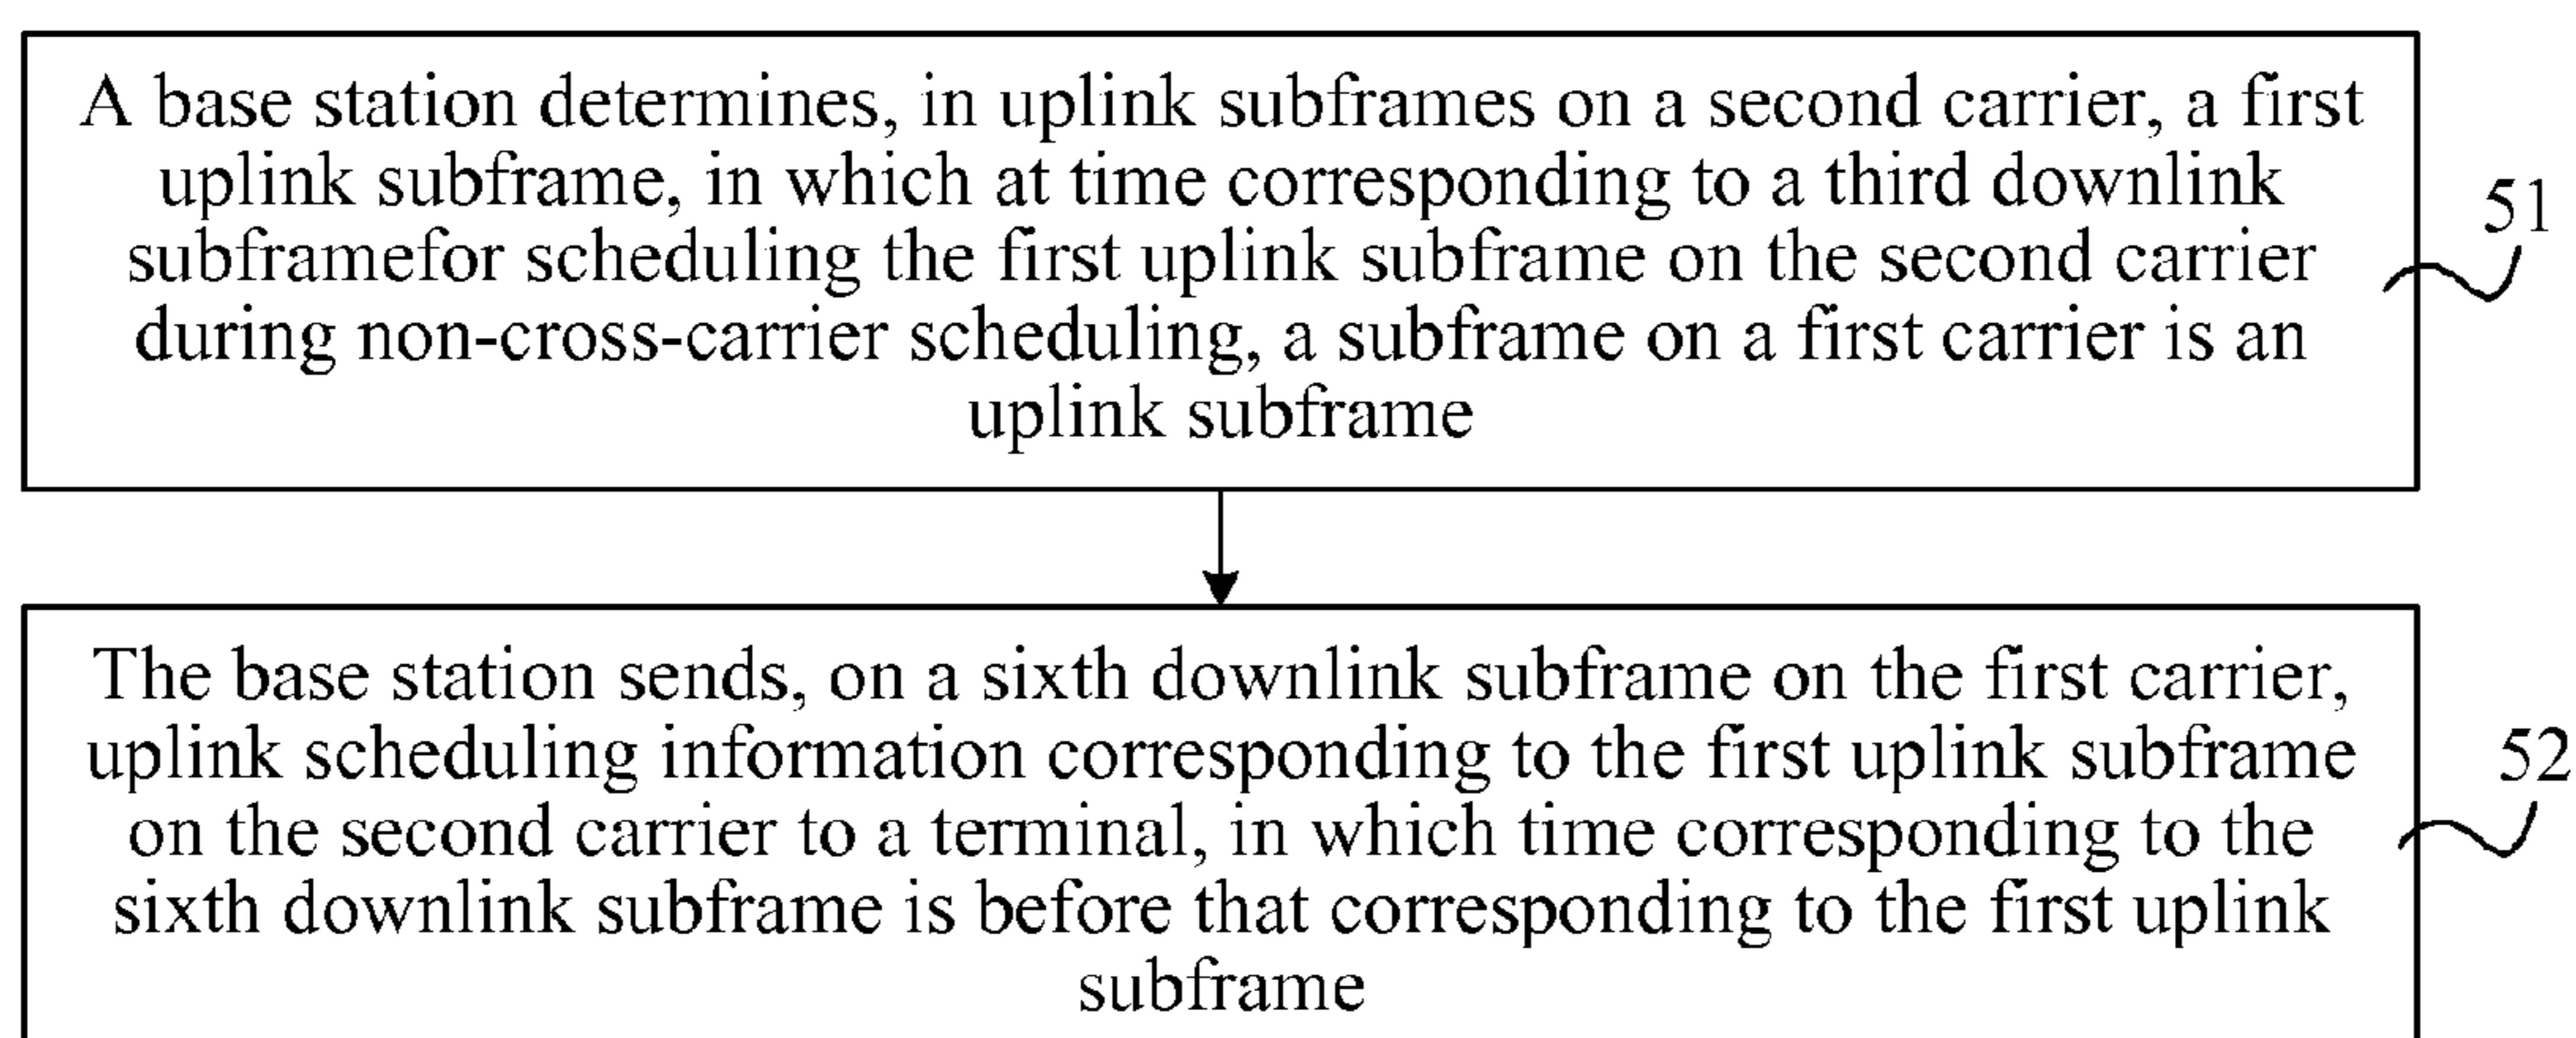 A base station determines, in uplink subframes on a second carrier, a first
uplink subframe, in which at time corresponding to a third downlink
subframefor scheduling the first uplink subframe on the second carrier
during non-cross-carrier scheduling, a subframe on a first carrier is an
uplink subframe
51
The base station sends, on a sixth downlink subframe on the first carrier,
uplink scheduling information corresponding to the first uplink subframe
on the second carrier to a terminal, in which time corresponding to the
sixth downlink subframe is before that corresponding to the first uplink
subframe
52